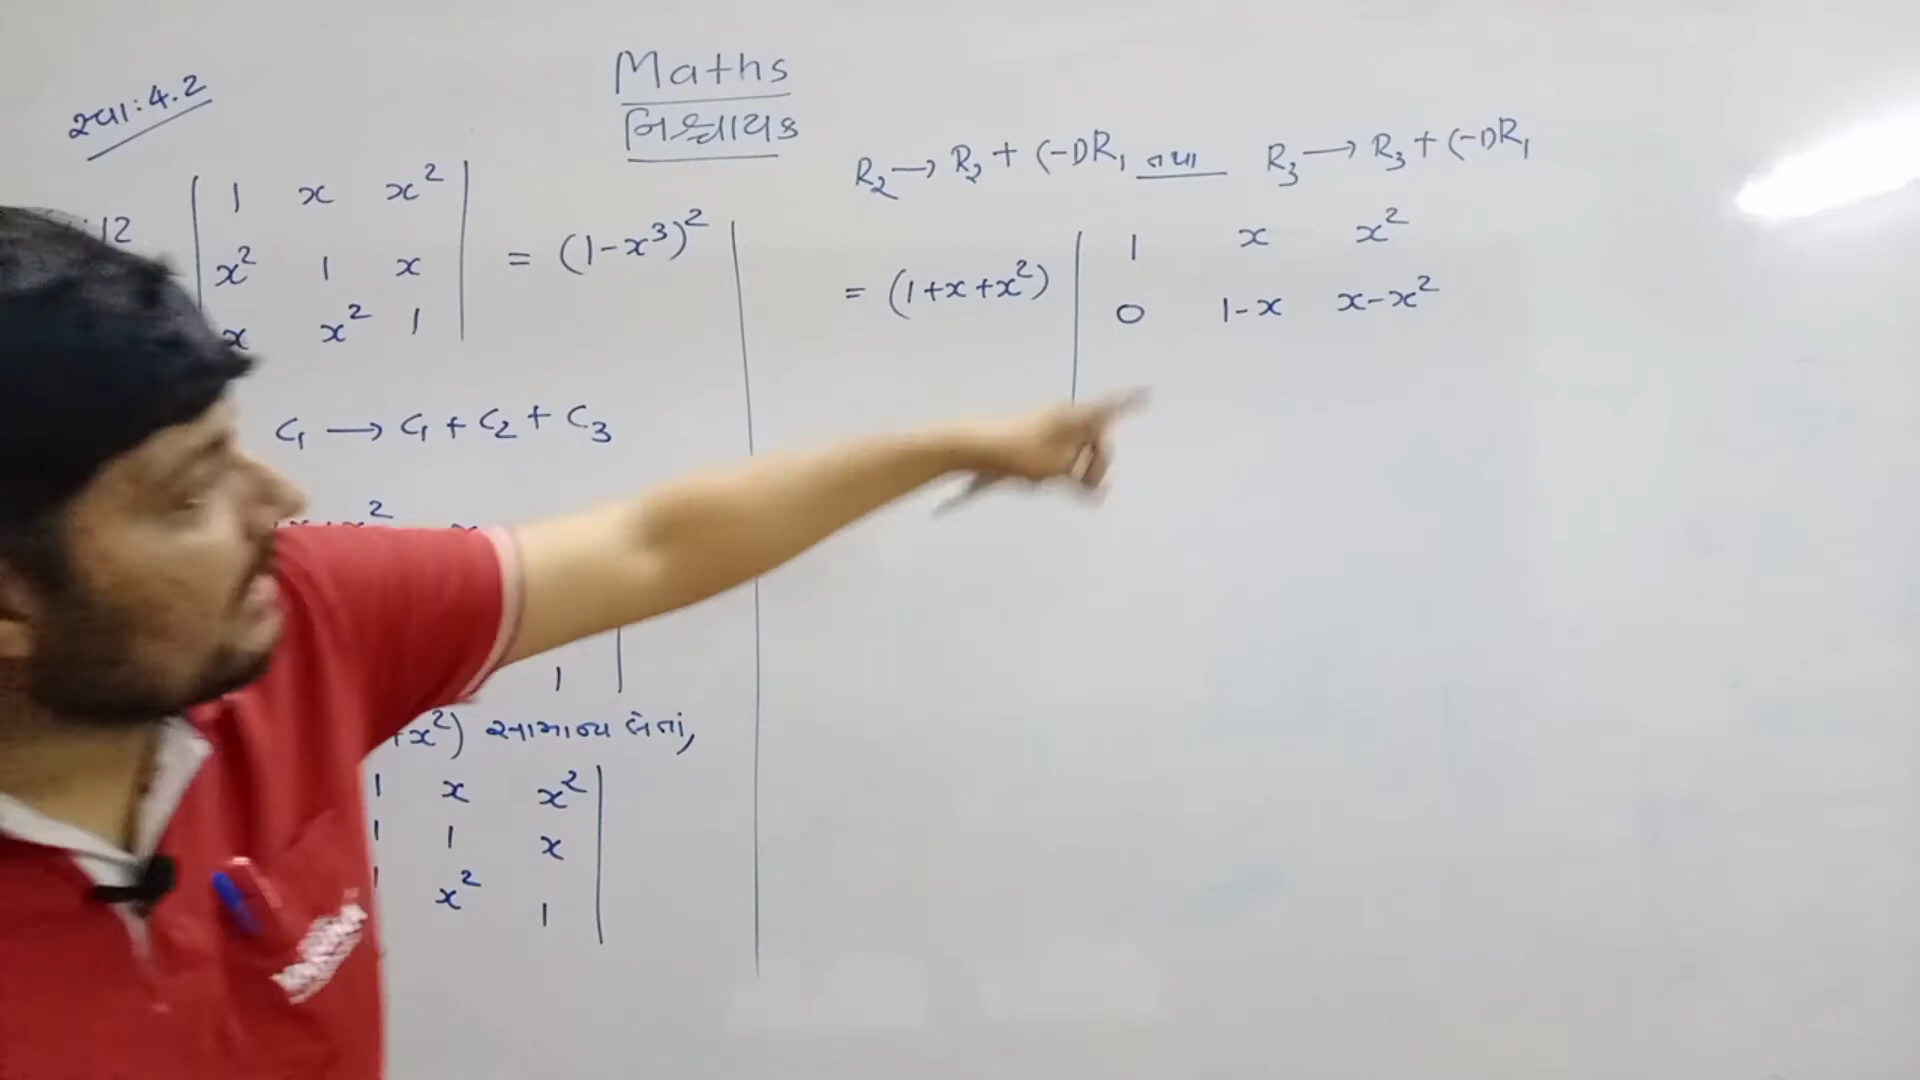 સ્વા: 4.2
Maths
નિશ્ચાયક
12
| 1 x x² |
| x² 1 x | = (1-x³)²
| x x² 1 |
C₁ → C₁ + C₂ + C₃
1
+x²) સામાન્ય લેતાં,
1 x x² |
1 1 x |
1 x² 1 |
R₂ → R₂ + (-1)R₁ તથા R₃ → R₃ + (-1)R₁
= (1+x+x²) | 1 x x²
| 0 1-x x-x²